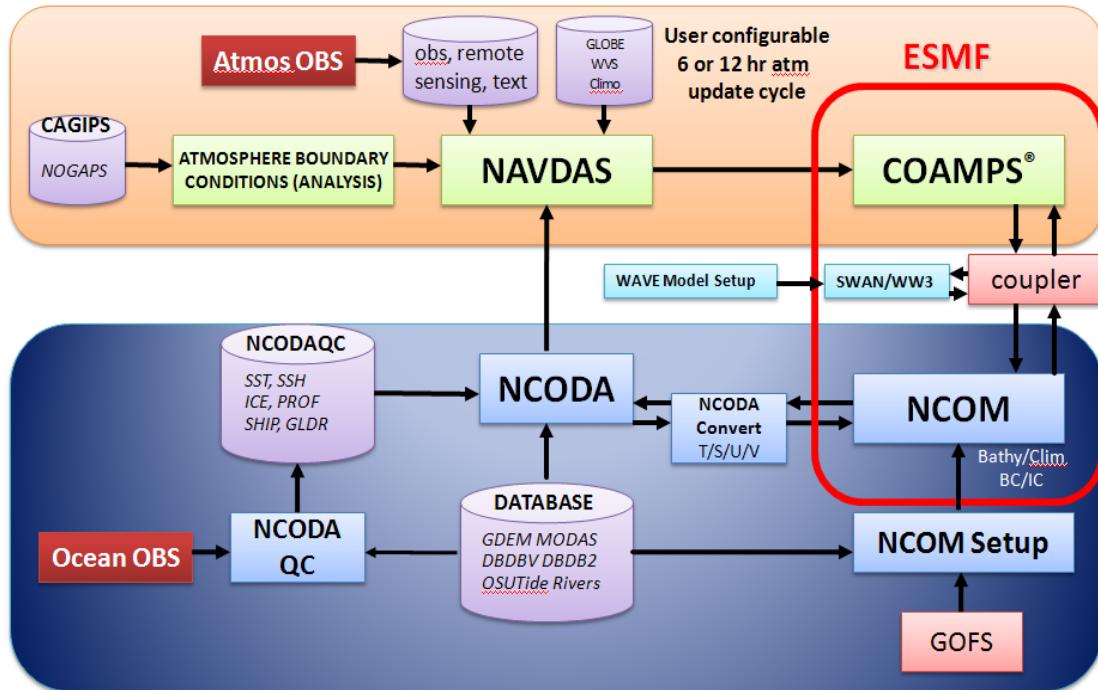 Atmos OBS
obs, remote
sensing, text
GLOBE
WVS
Climo
User configurable
6 or 12 hr atm
update cycle
ESMF
CAGIPS
NOGAPS
ATMOSPHERE BOUNDARY
CONDITIONS (ANALYSIS)
NAVDAS
COAMPS®
WAVE Model Setup
SWAN/WW3
coupler
NCODAQC
SST, SSH
ICE, PROF
SHIP, GLDR
NCODA
NCODA
Convert
T/S/U/V
NCOM
Bathy/Clim
BC/IC
Ocean OBS
NCODA
QC
DATABASE
GDEM MODAS
DBDBV DBDB2
OSUTide Rivers
NCOM Setup
GOFS